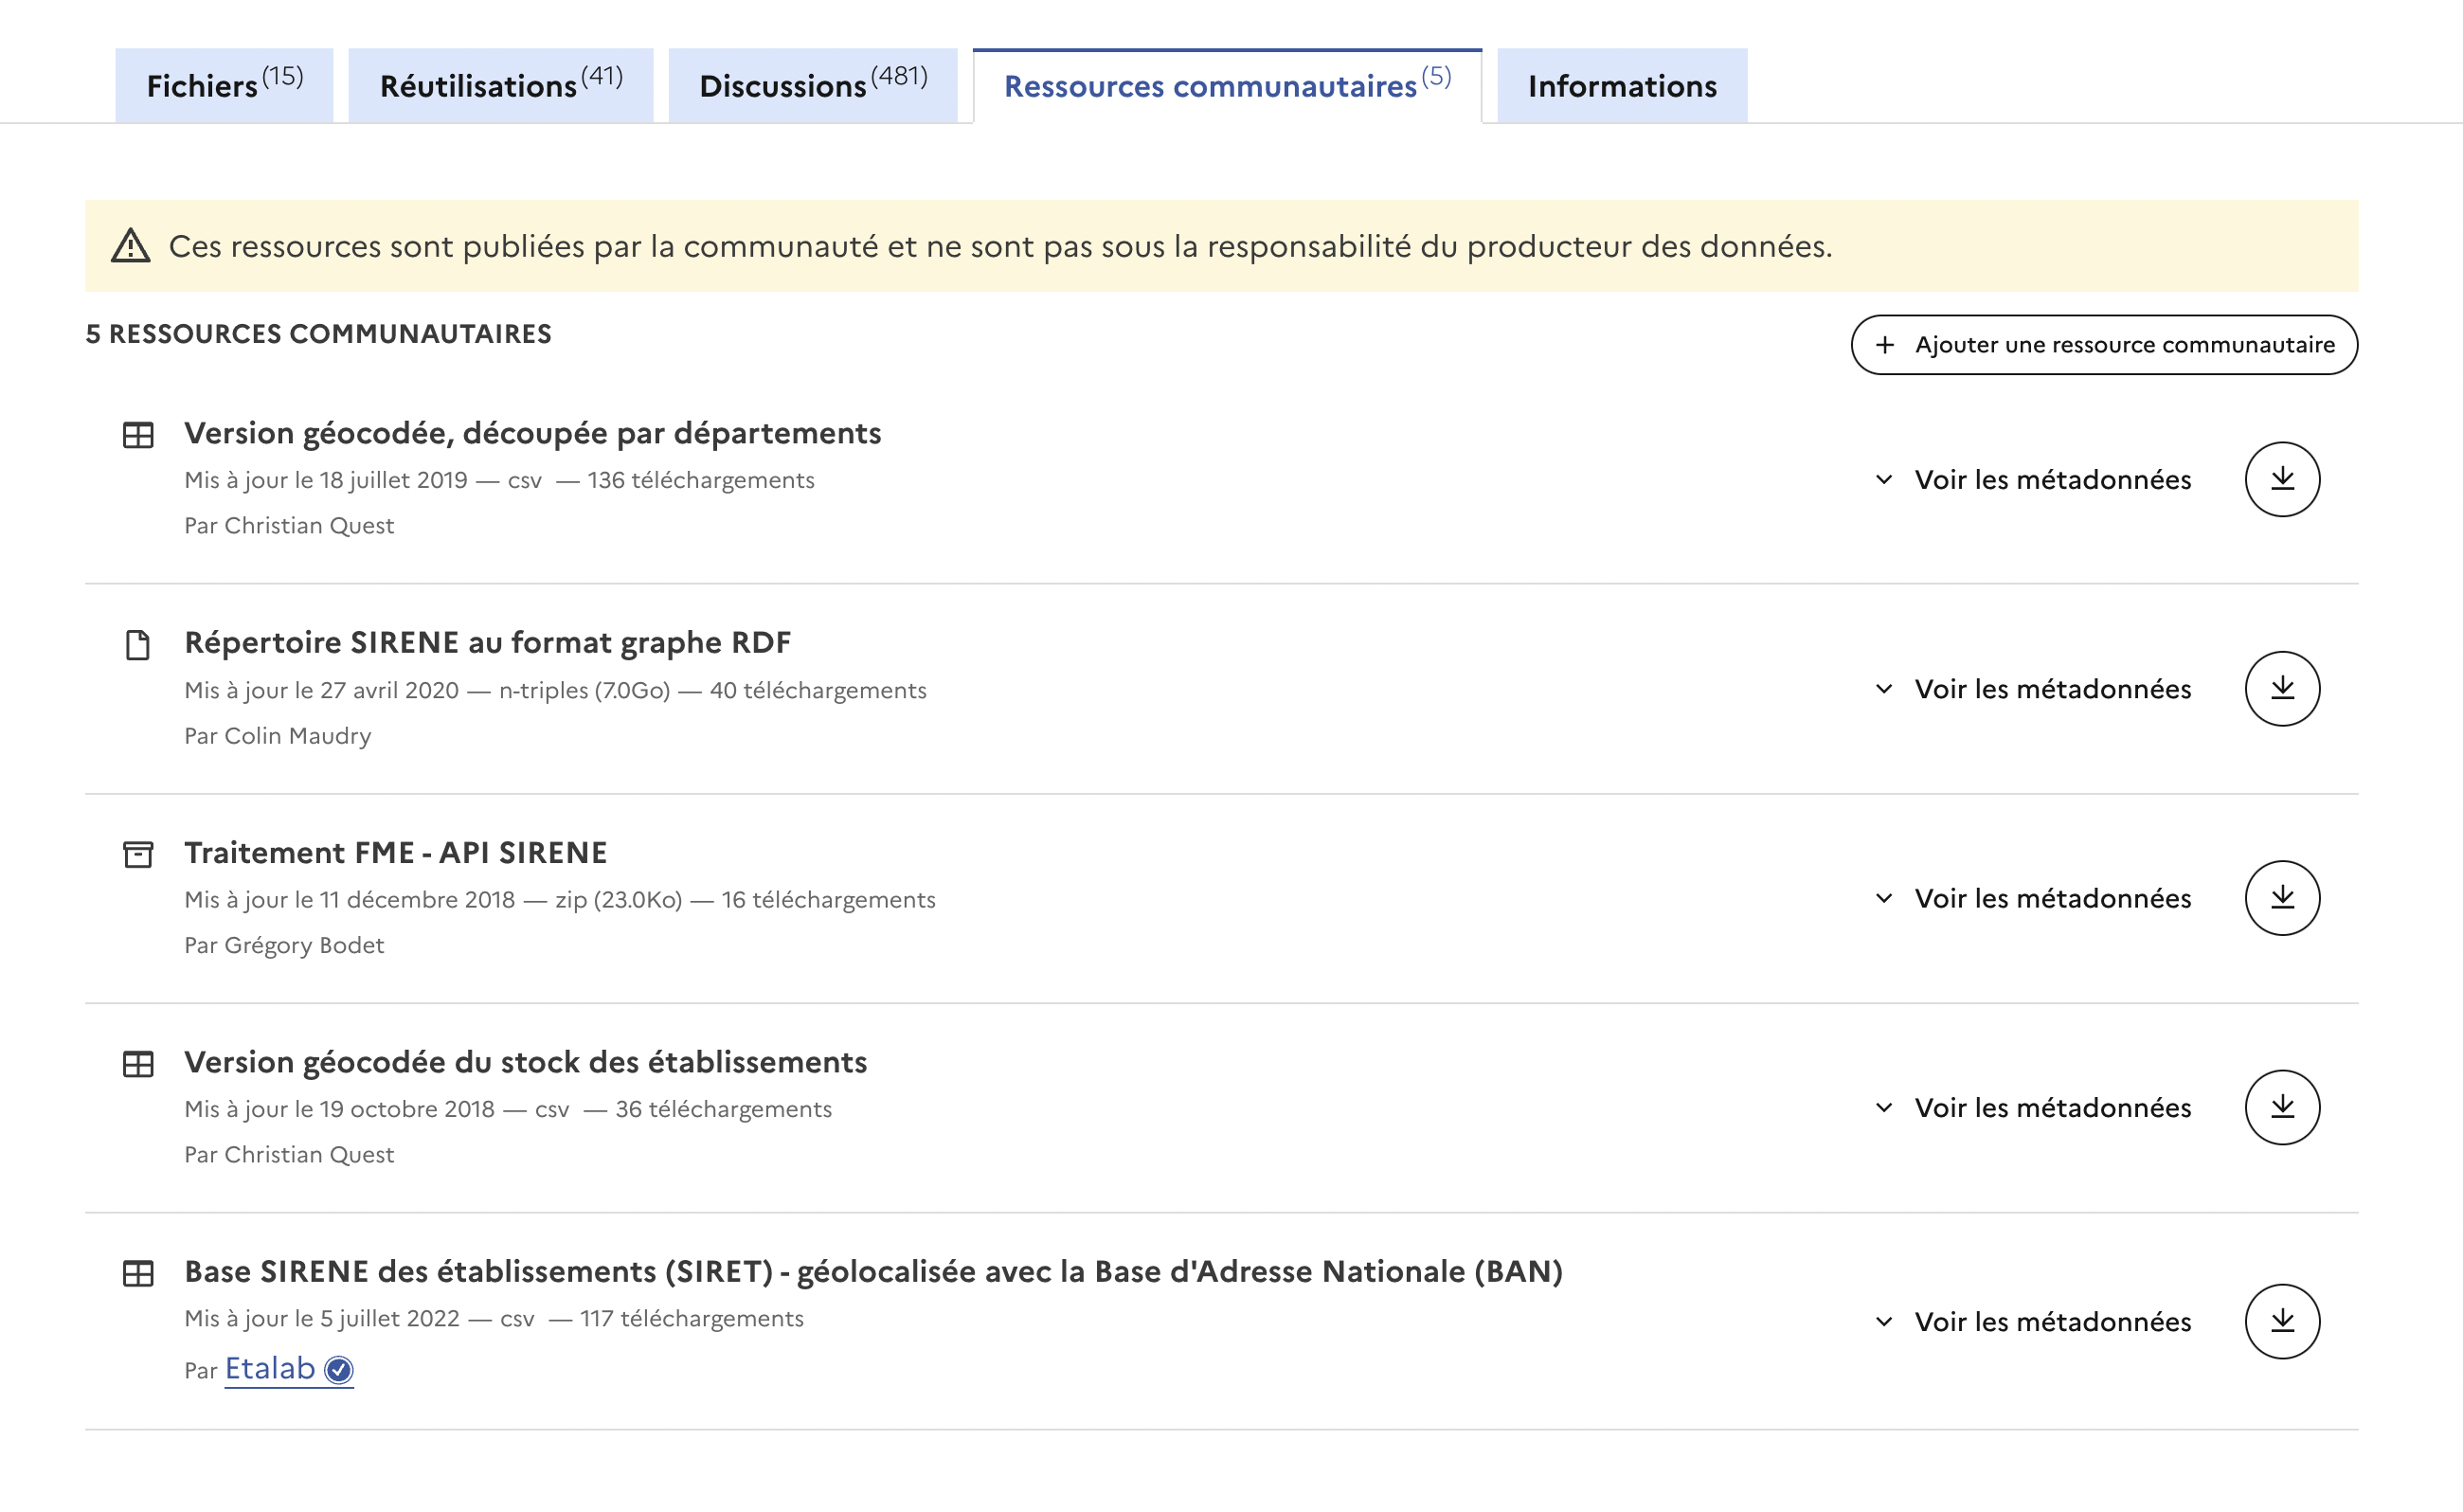 Fichiers (15) Réutilisations (41) Discussions (481) Ressources communautaires (5) Informations
Ces ressources sont publiées par la communauté et ne sont pas sous la responsabilité du producteur des données.
5 RESSOURCES COMMUNAUTAIRES
+ Ajouter une ressource communautaire
Version géocodée, découpée par départements
Mis à jour le 18 juillet 2019 — csv — 136 téléchargements
Par Christian Quest
Voir les métadonnées
Répertoire SIRENE au format graphe RDF
Mis à jour le 27 avril 2020 — n-triples (7.0Go) — 40 téléchargements
Par Colin Maudry
Voir les métadonnées
Traitement FME - API SIRENE
Mis à jour le 11 décembre 2018 — zip (23.0Ko) — 16 téléchargements
Par Grégory Bodet
Voir les métadonnées
Version géocodée du stock des établissements
Mis à jour le 19 octobre 2018 — csv — 36 téléchargements
Par Christian Quest
Voir les métadonnées
Base SIRENE des établissements (SIRET) - géolocalisée avec la Base d'Adresse Nationale (BAN)
Mis à jour le 5 juillet 2022 — csv — 117 téléchargements
Par Etalab
Voir les métadonnées